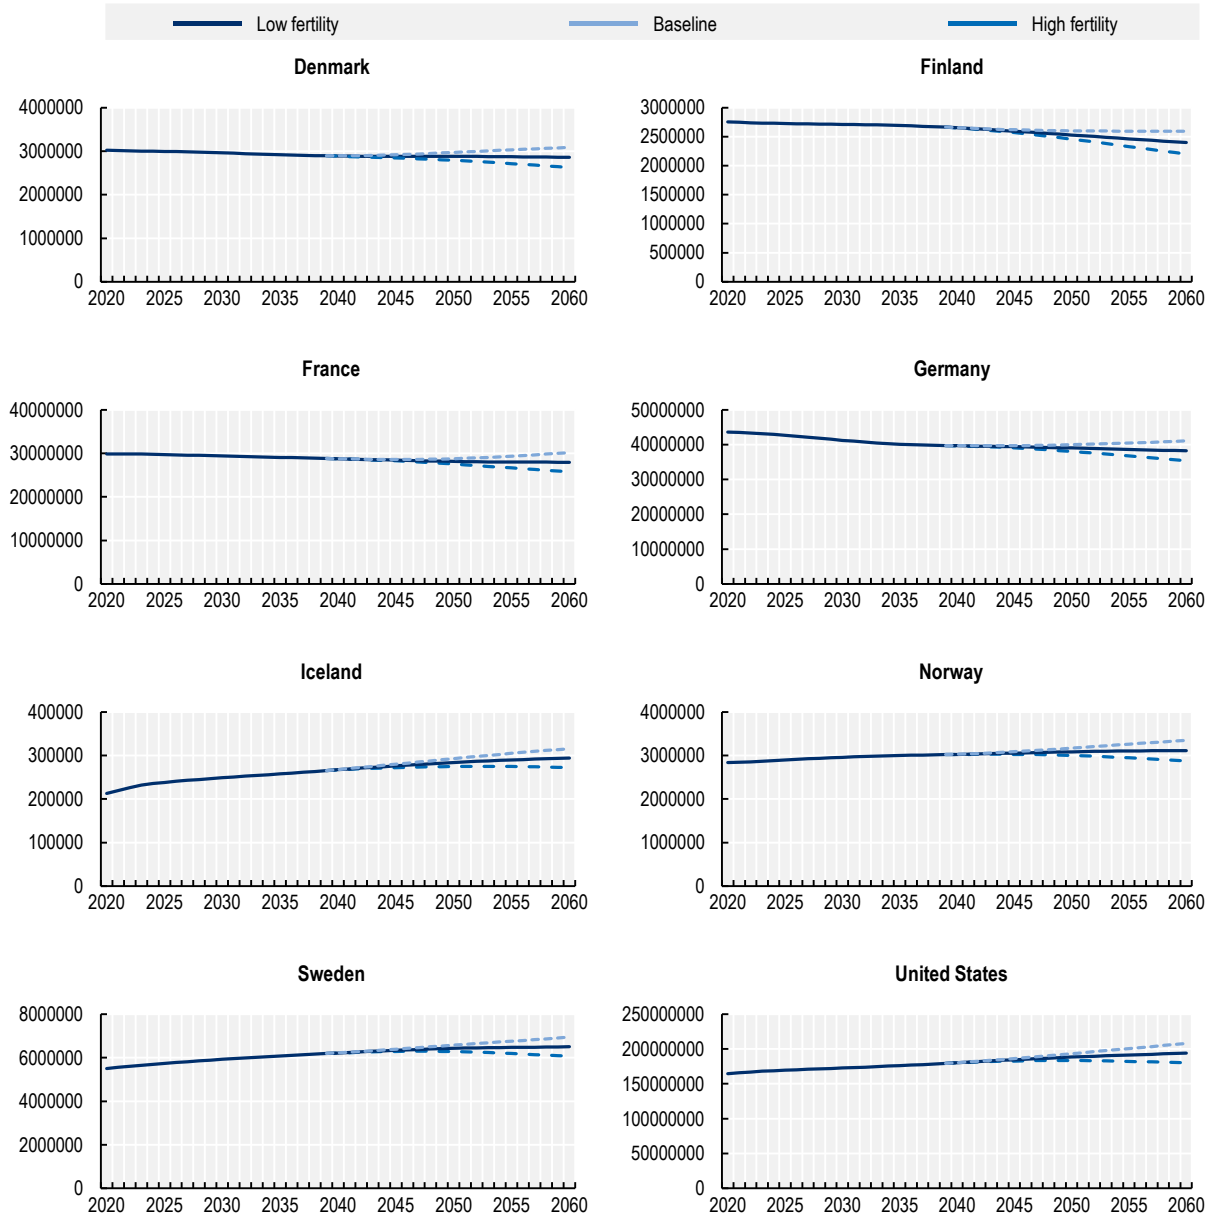 Low fertility Baseline High fertility
Denmark
4000000
3000000
2000000
1000000
0
2020 2025 2030 2035 2040 2045 2050 2055 2060
Finland
3000000
2500000
2000000
1500000
1000000
500000
0
2020 2025 2030 2035 2040 2045 2050 2055 2060
France
40000000
30000000
20000000
10000000
0
2020 2025 2030 2035 2040 2045 2050 2055 2060
Germany
50000000
40000000
30000000
20000000
10000000
0
2020 2025 2030 2035 2040 2045 2050 2055 2060
Iceland
400000
300000
200000
100000
0
2020 2025 2030 2035 2040 2045 2050 2055 2060
Norway
4000000
3000000
2000000
1000000
0
2020 2025 2030 2035 2040 2045 2050 2055 2060
Sweden
8000000
6000000
4000000
2000000
0
2020 2025 2030 2035 2040 2045 2050 2055 2060
United States
250000000
200000000
150000000
100000000
50000000
0
2020 2025 2030 2035 2040 2045 2050 2055 2060